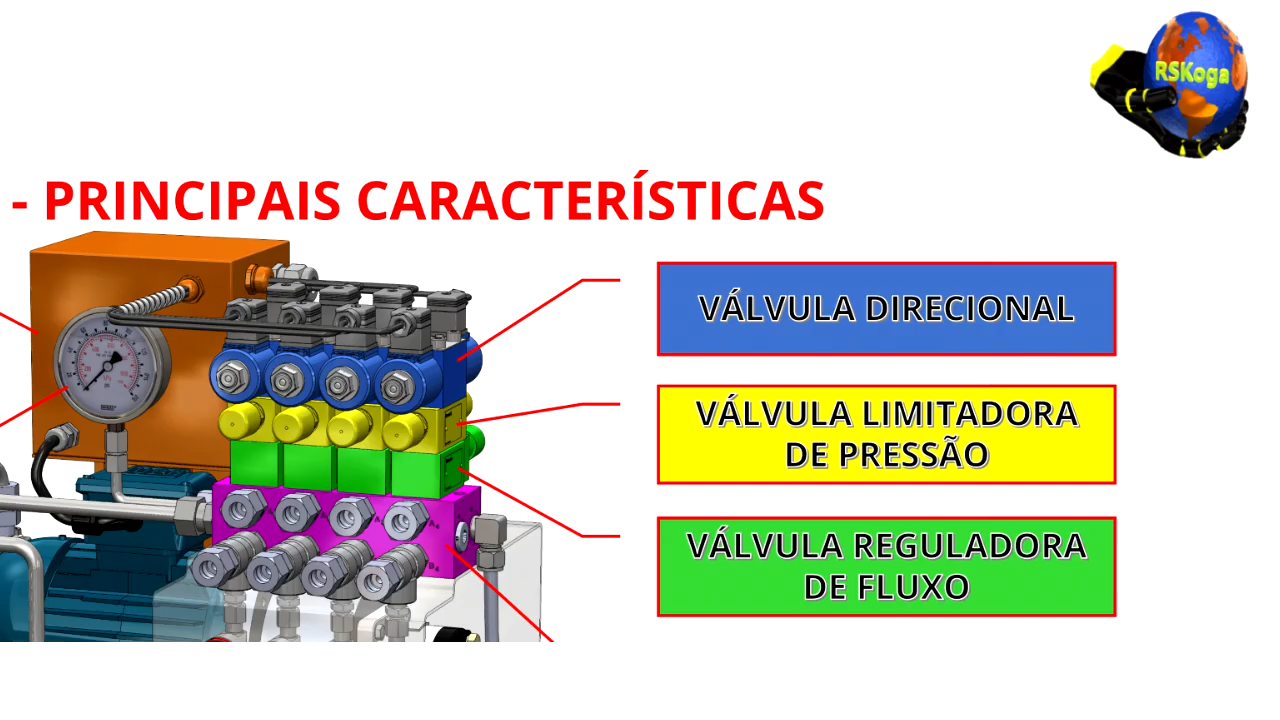 RSKoga
- PRINCIPAIS CARACTERÍSTICAS
VÁLVULA DIRECIONAL
VÁLVULA LIMITADORA
DE PRESSÃO
VÁLVULA REGULADORA
DE FLUXO